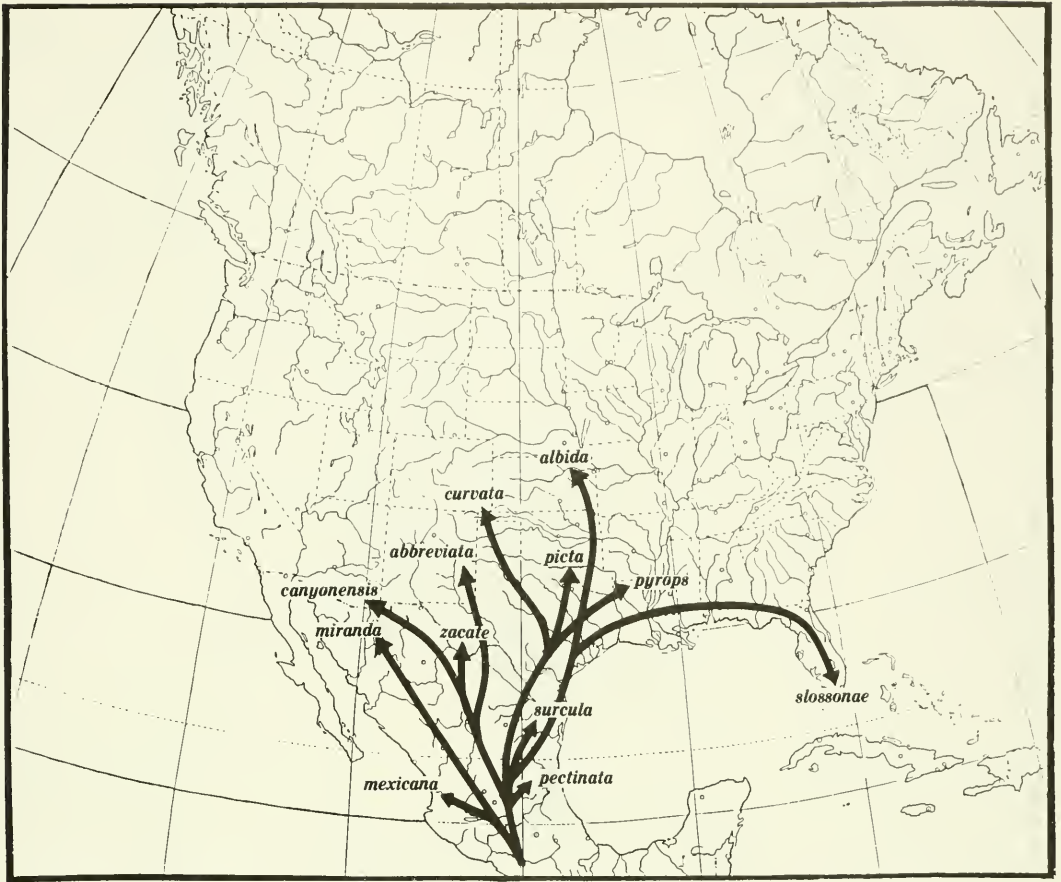 albida
curvata
abbreviata
picta
pyrops
canyonensis
miranda
zacate
slossonae
surcula
mexicana
pectinata